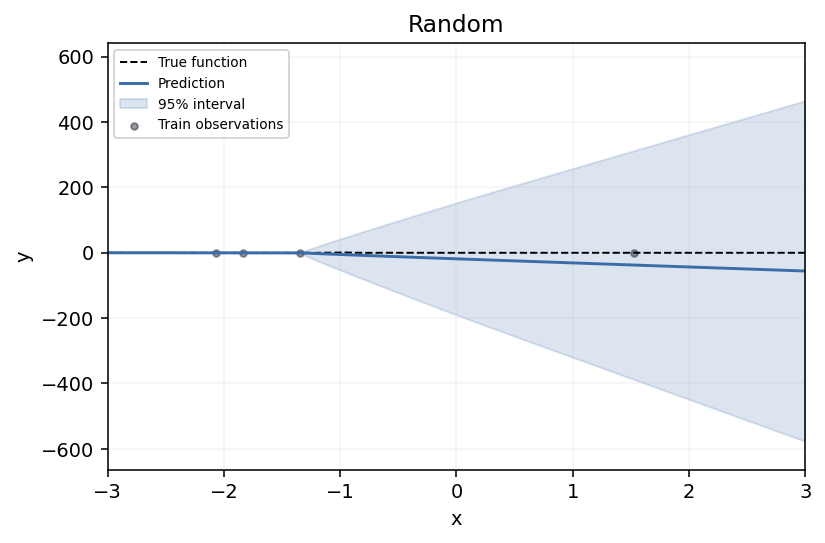 Random
True function
Prediction
95% interval
Train observations
600
400
200
0
−200
−400
−600
y
−3
−2
−1
0
1
2
3
x